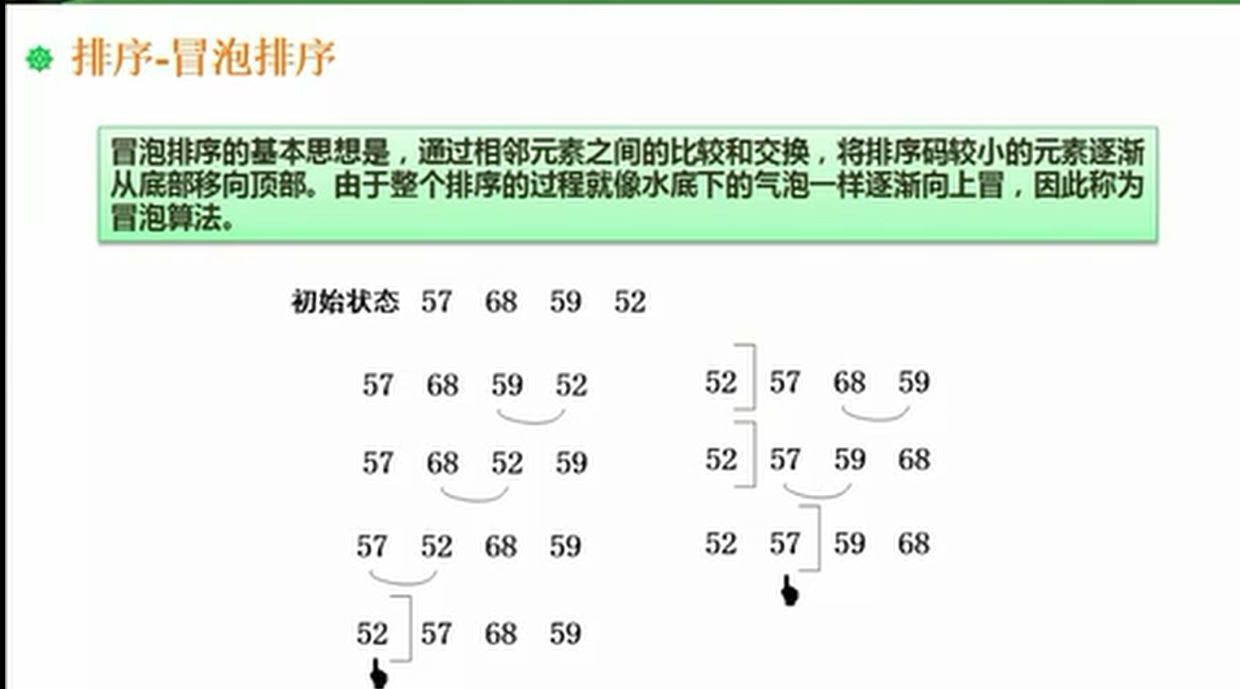 排序-冒泡排序
冒泡排序的基本思想是，通过相邻元素之间的比较和交换，将排序码较小的元素逐渐
从底部移向顶部。由于整个排序的过程就像水底下的气泡一样逐渐向上冒，因此称为
冒泡算法。
初始状态 57 68 59 52
57 68 59 52
57 68 52 59
57 52 68 59
52 57 68 59
52 57 68 59
52 57 59 68
52 57 59 68